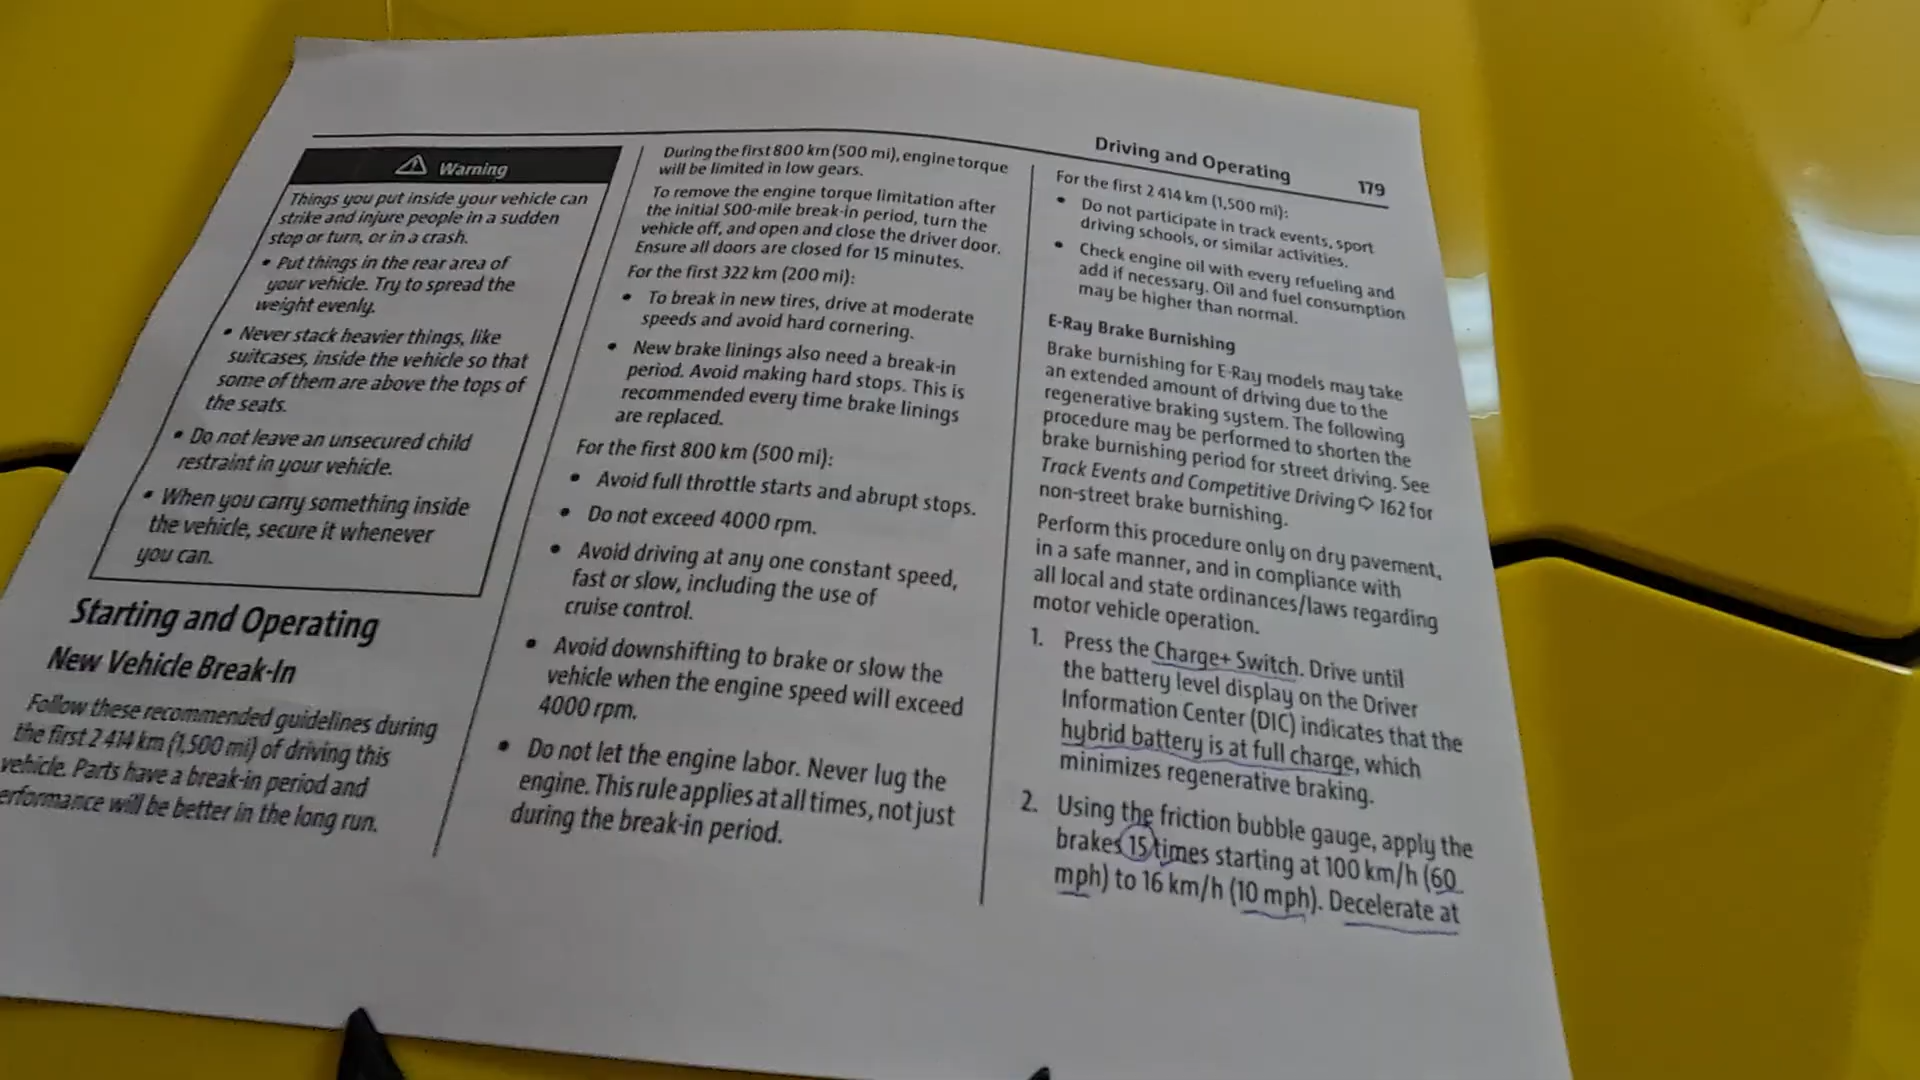 Driving and Operating
179
Warning
Things you put inside your vehicle can
strike and injure people in a sudden
stop or turn, or in a crash.
• Put things in the rear area of
your vehicle. Try to spread the
weight evenly.
• Never stack heavier things, like
suitcases, inside the vehicle so that
some of them are above the tops of
the seats.
• Do not leave an unsecured child
restraint in your vehicle.
• When you carry something inside
the vehicle, secure it whenever
you can.
Starting and Operating
New Vehicle Break-In
Follow these recommended guidelines during
the first 2 414 km (1,500 mi) of driving this
vehicle. Parts have a break-in period and
erformance will be better in the long run.
During the first 800 km (500 mi), engine torque
will be limited in low gears.
To remove the engine torque limitation after
the initial 500-mile break-in period, turn the
vehicle off, and open and close the driver door.
Ensure all doors are closed for 15 minutes.
For the first 322 km (200 mi):
• To break in new tires, drive at moderate
speeds and avoid hard cornering.
• New brake linings also need a break-in
period. Avoid making hard stops. This is
recommended every time brake linings
are replaced.
For the first 800 km (500 mi):
• Avoid full throttle starts and abrupt stops.
• Do not exceed 4000 rpm.
• Avoid driving at any one constant speed,
fast or slow, including the use of
cruise control.
• Avoid downshifting to brake or slow the
vehicle when the engine speed will exceed
4000 rpm.
• Do not let the engine labor. Never lug the
engine. This rule applies at all times, not just
during the break-in period.
For the first 2 414 km (1,500 mi):
• Do not participate in track events, sport
driving schools, or similar activities.
• Check engine oil with every refueling and
add if necessary. Oil and fuel consumption
may be higher than normal.
E-Ray Brake Burnishing
Brake burnishing for E-Ray models may take
an extended amount of driving due to the
regenerative braking system. The following
procedure may be performed to shorten the
brake burnishing period for street driving. See
Track Events and Competitive Driving ➪ 162 for
non-street brake burnishing.
Perform this procedure only on dry pavement,
in a safe manner, and in compliance with
all local and state ordinances/laws regarding
motor vehicle operation.
1. Press the Charge+ Switch. Drive until
the battery level display on the Driver
Information Center (DIC) indicates that the
hybrid battery is at full charge, which
minimizes regenerative braking.
2. Using the friction bubble gauge, apply the
brakes 15 times starting at 100 km/h (60
mph) to 16 km/h (10 mph). Decelerate at